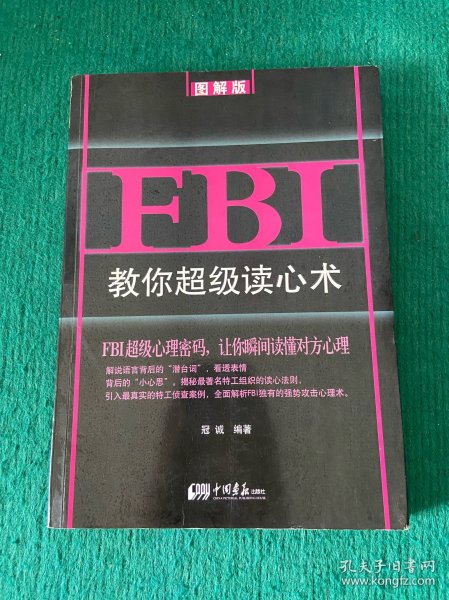 图解版
FBI
教你超级读心术
FBI超级心理密码，让你瞬间读懂对方心理
解说语言背后的“潜台词”，看透表情
背后的“小心思”。揭秘最著名特工组织的读心法则，
引入最真实的特工侦查案例，全面解析FBI独有的强势攻击心理术。
冠诚 编著
CPPH 中国画报出版社
CHINA PICTORIAL PUBLISHING HOUSE
孔夫子旧书网
www.kongfz.com